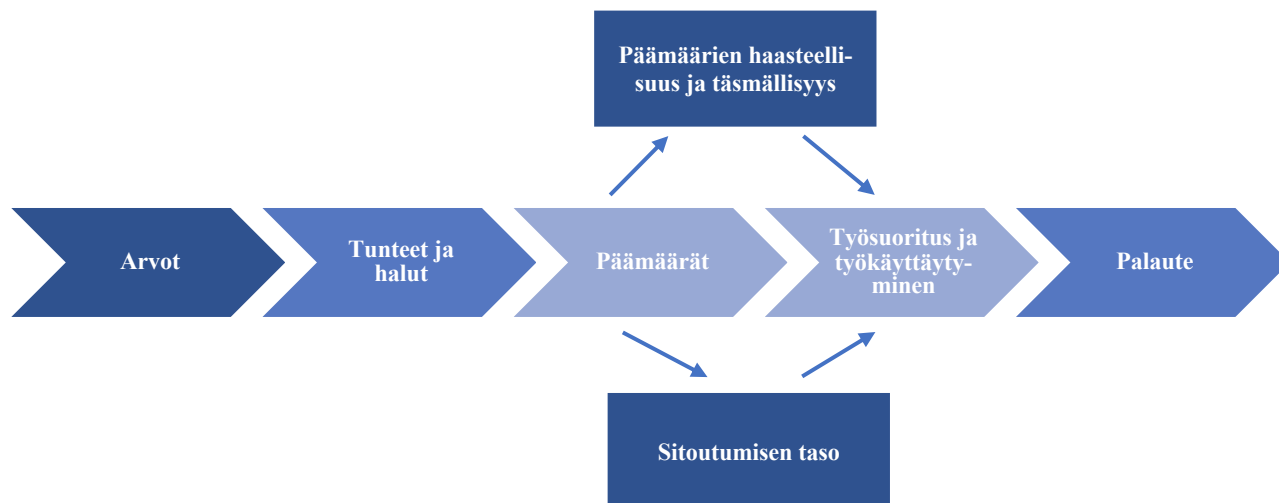 Päämäärien haasteelli-
suus ja täsmällisyys
Arvot
Tunteet ja
halut
Päämäärät
Työsuoritus ja
työkäyttäyty-
minen
Palaute
Sitoutumisen taso